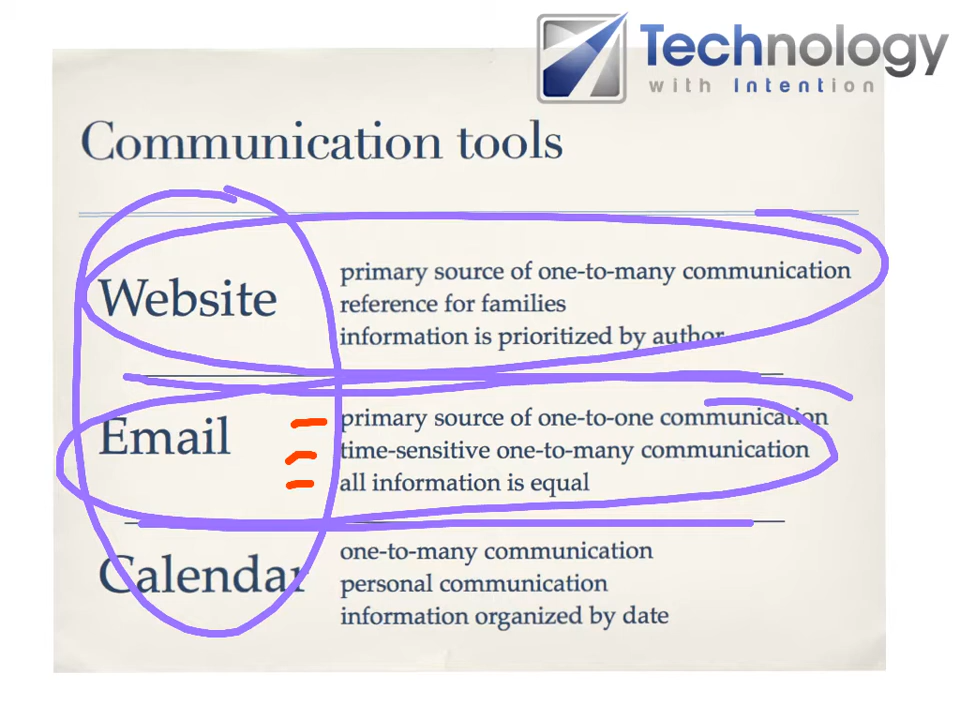 Technology
with Intention
Communication tools
Website
primary source of one-to-many communication
reference for families
information is prioritized by author
Email
primary source of one-to-one communication
time-sensitive one-to-many communication
all information is equal
Calendar
one-to-many communication
personal communication
information organized by date